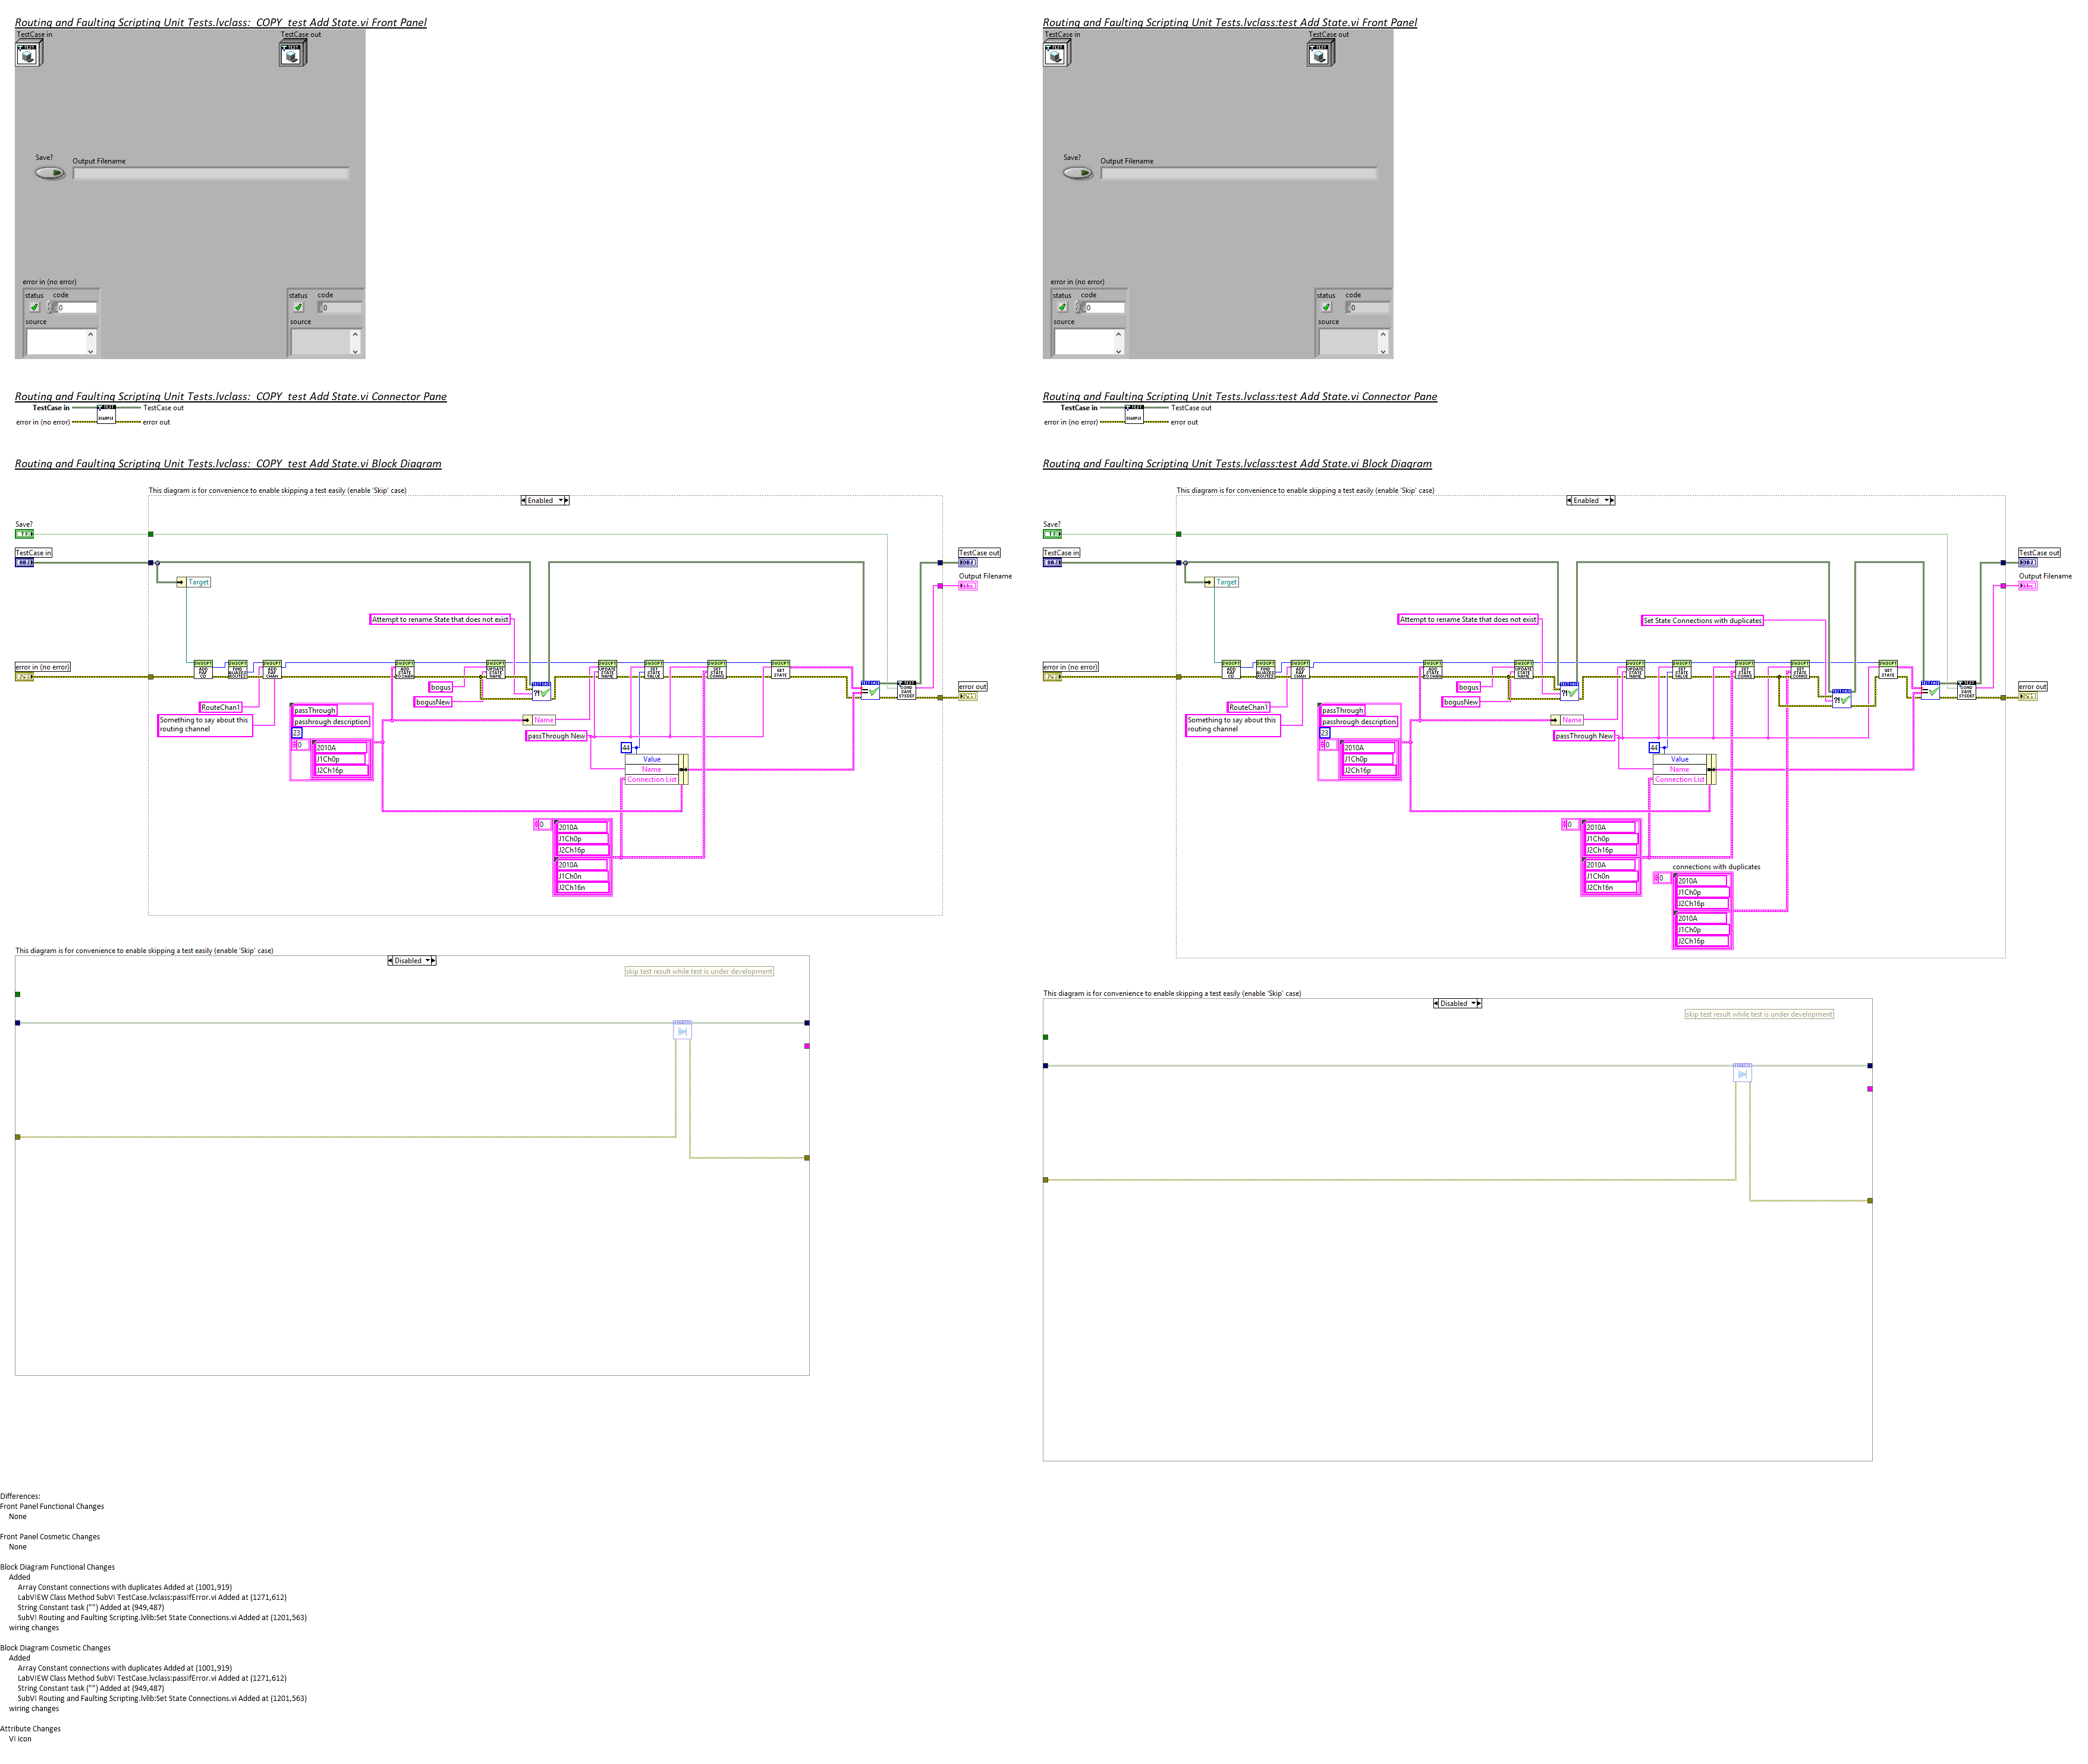 Routing and Faulting Scripting Unit Tests.lvclass:_COPY_test Add State.vi Front Panel
TestCase in
TestCase out
Save?
Output Filename
error in (no error)
status
code
0
source
status
code
0
source
Routing and Faulting Scripting Unit Tests.lvclass:_COPY_test Add State.vi Connector Pane
TestCase in
TestCase out
error in (no error)
error out
Routing and Faulting Scripting Unit Tests.lvclass:_COPY_test Add State.vi Block Diagram
This diagram is for convenience to enable skipping a test easily (enable 'Skip' case)
Enabled
Save?
TF
TestCase in
OBJ
Target
Attempt to rename State that does not exist
TestCase out
OBJ
Output Filename
abc
error in (no error)
error out
bogus
bogusNew
RouteChan1
Something to say about this
routing channel
passThrough
passhrough description
23
0
2010A
J1Ch0p
J2Ch16p
Name
passThrough New
44
Value
Name
Connection List
0
2010A
J1Ch0p
J2Ch16p
2010A
J1Ch0n
J2Ch16n
This diagram is for convenience to enable skipping a test easily (enable 'Skip' case)
Disabled
skip test result while test is under development
Routing and Faulting Scripting Unit Tests.lvclass:test Add State.vi Front Panel
TestCase in
TestCase out
Save?
Output Filename
error in (no error)
status
code
0
source
status
code
0
source
Routing and Faulting Scripting Unit Tests.lvclass:test Add State.vi Connector Pane
TestCase in
TestCase out
error in (no error)
error out
Routing and Faulting Scripting Unit Tests.lvclass:test Add State.vi Block Diagram
This diagram is for convenience to enable skipping a test easily (enable 'Skip' case)
Enabled
Save?
TF
TestCase in
OBJ
Target
Attempt to rename State that does not exist
Set State Connections with duplicates
TestCase out
OBJ
Output Filename
abc
error in (no error)
error out
bogus
bogusNew
RouteChan1
Something to say about this
routing channel
passThrough
passhrough description
23
0
2010A
J1Ch0p
J2Ch16p
Name
passThrough New
44
Value
Name
Connection List
0
2010A
J1Ch0p
J2Ch16p
2010A
J1Ch0n
J2Ch16n
connections with duplicates
0
2010A
J1Ch0p
J2Ch16p
2010A
J1Ch0p
J2Ch16p
This diagram is for convenience to enable skipping a test easily (enable 'Skip' case)
Disabled
skip test result while test is under development
Differences:
Front Panel Functional Changes
None
Front Panel Cosmetic Changes
None
Block Diagram Functional Changes
Added
Array Constant connections with duplicates Added at (1001,919)
LabVIEW Class Method SubVI TestCase.lvclass:passIfError.vi Added at (1271,612)
String Constant task ("") Added at (949,487)
SubVI Routing and Faulting Scripting.lvlib:Set State Connections.vi Added at (1201,563)
wiring changes
Block Diagram Cosmetic Changes
Added
Array Constant connections with duplicates Added at (1001,919)
LabVIEW Class Method SubVI TestCase.lvclass:passIfError.vi Added at (1271,612)
String Constant task ("") Added at (949,487)
SubVI Routing and Faulting Scripting.lvlib:Set State Connections.vi Added at (1201,563)
wiring changes
Attribute Changes
VI icon